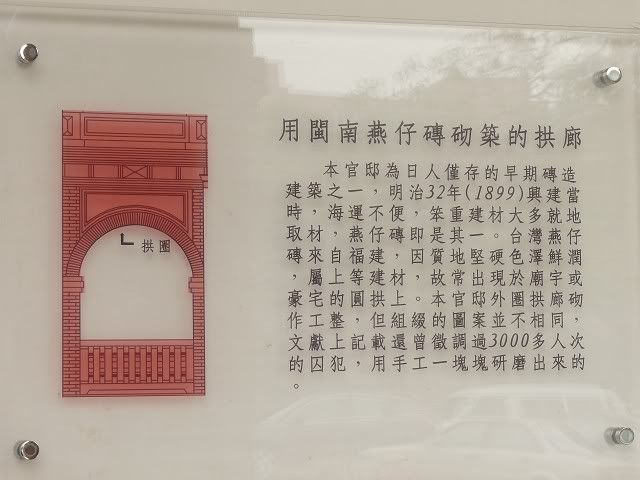 用閩南燕仔磚砌築的拱廊
本官邸為日人僅存的早期磚造
建築之一，明治32年(1899)興建當
時，海運不便，笨重建材大多就地
取材，燕仔磚即是其一。台灣燕仔
磚來自福建，因質地堅硬色澤鮮潤
，屬上等建材，故常出現於廟宇或
豪宅的圓拱上。本官邸外圈拱廊砌
作工整，但組綴的圖案並不相同，
文獻上記載還曾徵調過3000多人次
的囚犯，用手工一塊塊研磨出來的
。
拱圈